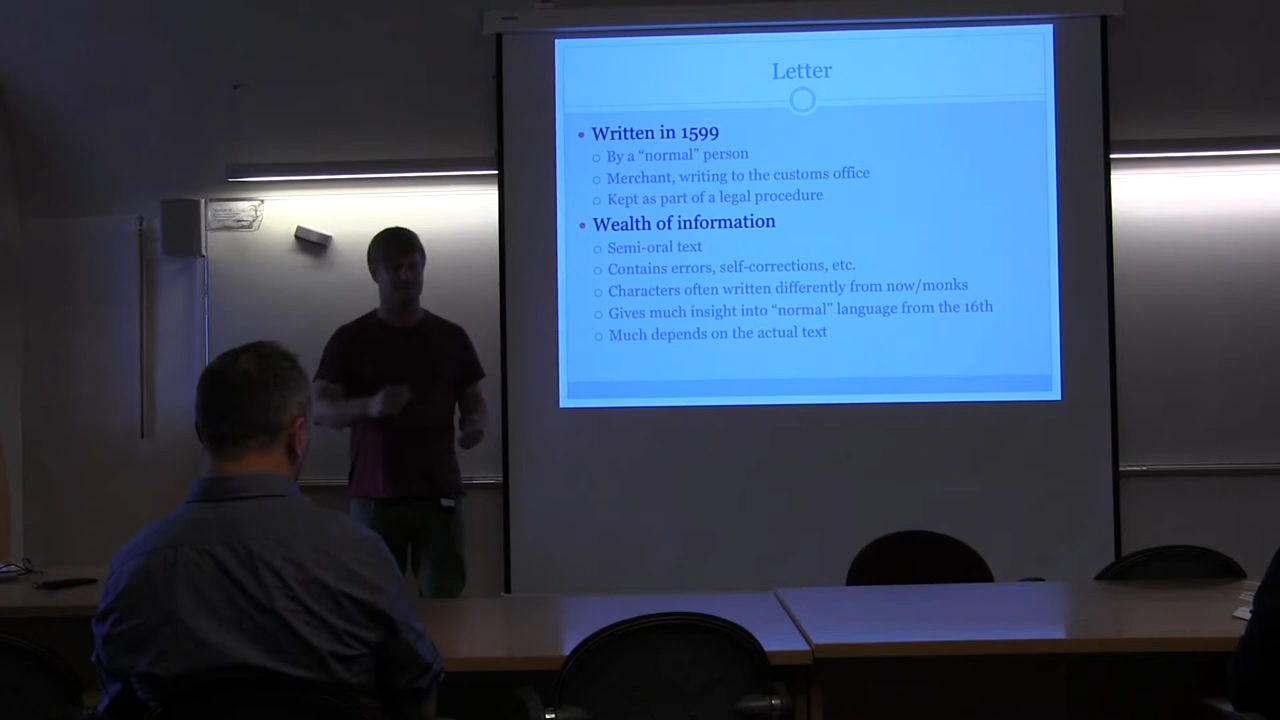 Letter
Written in 1599
By a “normal” person
Merchant, writing to the customs office
Kept as part of a legal procedure
Wealth of information
Semi-oral text
Contains errors, self-corrections, etc.
Characters often written differently from now/monks
Gives much insight into “normal” language from the 16th
Much depends on the actual text